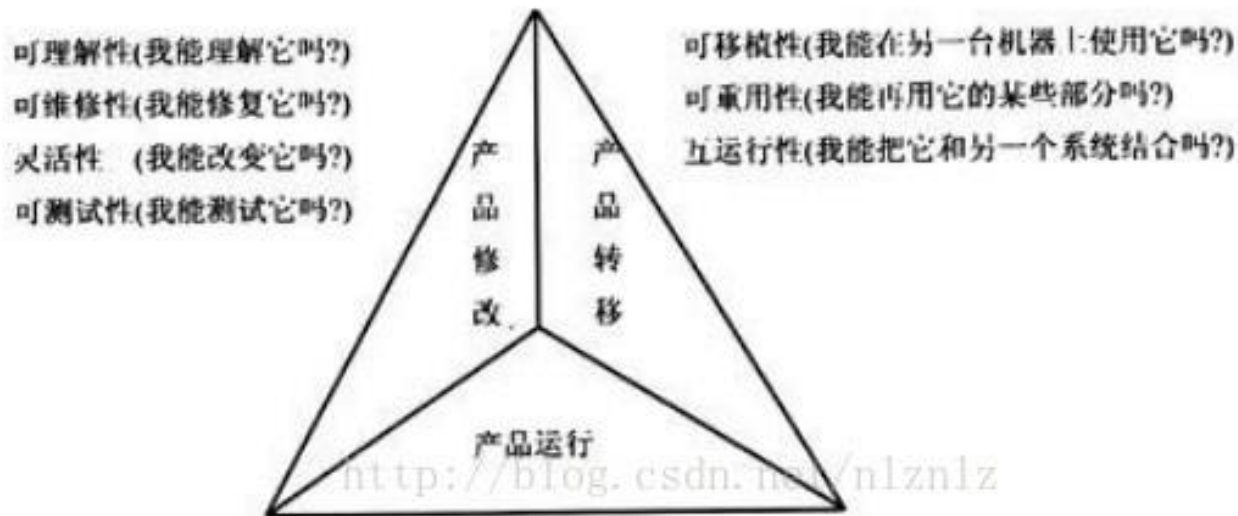 可理解性(我能理解它吗?)
可维修性(我能修复它吗?)
灵活性 (我能改变它吗?)
可测试性(我能测试它吗?)
可移植性(我能在另一台机器上使用它吗?)
可重用性(我能再用它的某些部分吗?)
互运行性(我能把它和另一个系统结合吗?)
产品修改
产品转移
产品运行
http://blog.csdn.net/nlznlz